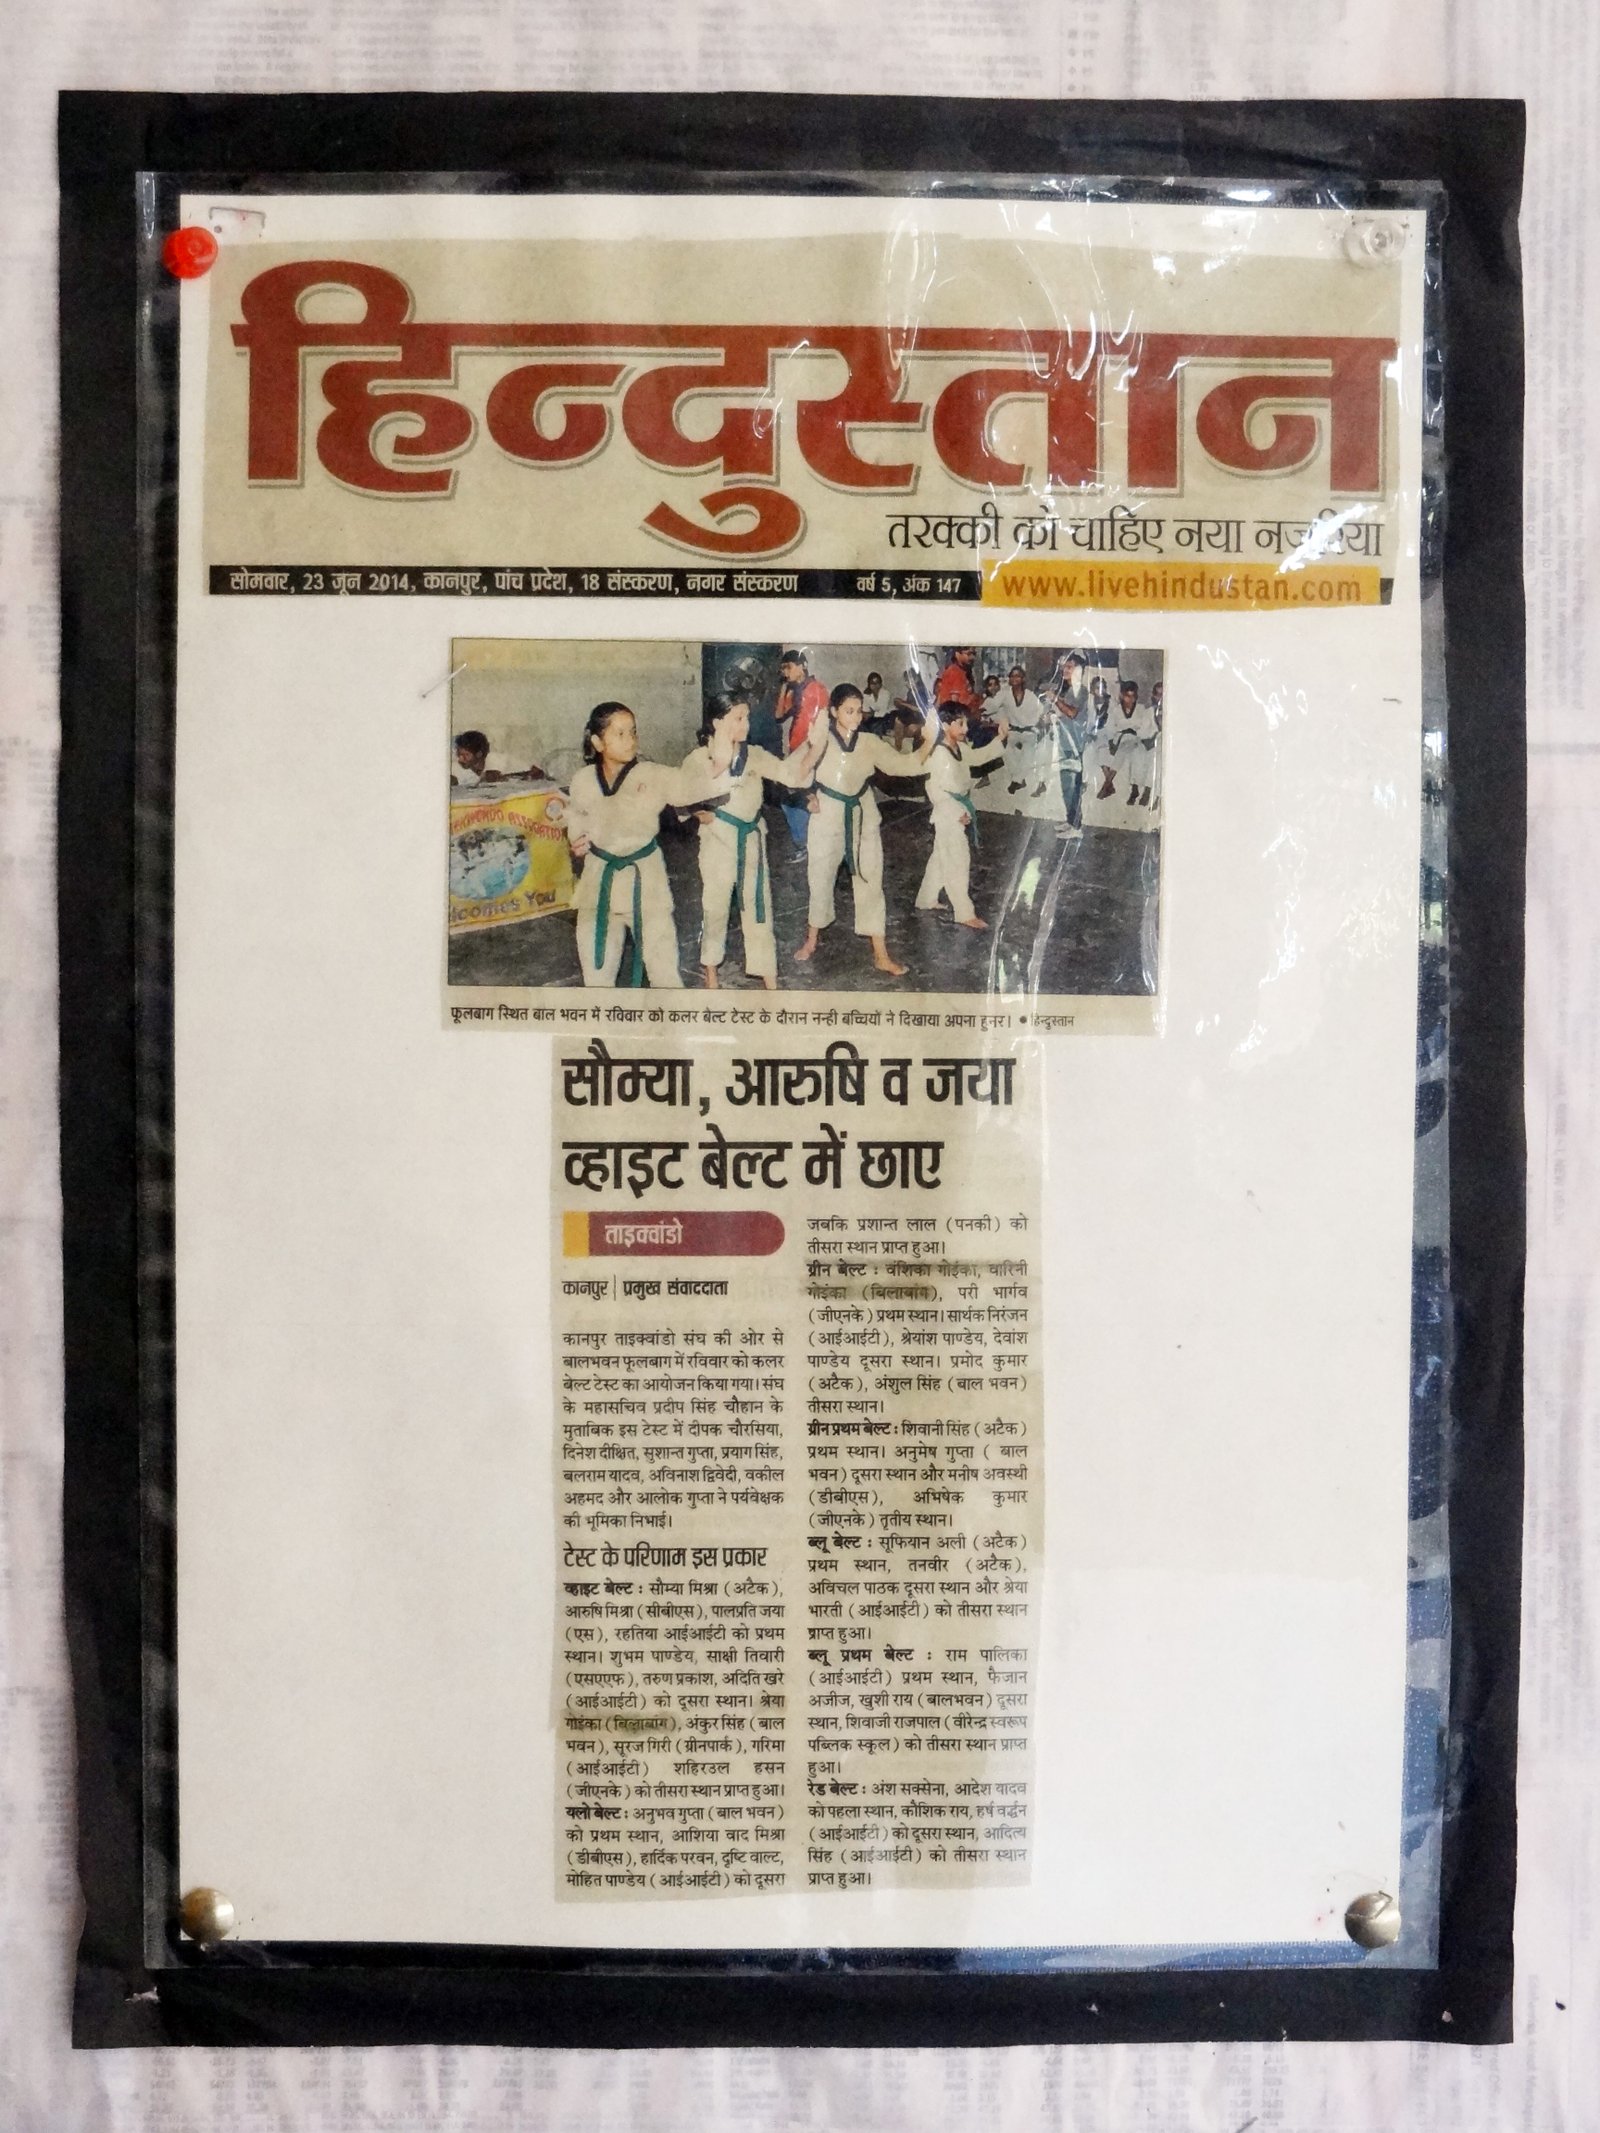 हिन्दुस्तान
तरक्की को चाहिए नया नजरिया
सोमवार, 23 जून 2014, कानपुर, पांच प्रदेश, 18 संस्करण, नगर संस्करण वर्ष 5, अंक 147 www.livehindustan.com
ASSOCIATION
lcomes You
फूलबाग स्थित बाल भवन में रविवार को कलर बेल्ट टेस्ट के दौरान नन्ही बच्चियों ने दिखाया अपना हुनर। ● हिन्दुस्तान
सौम्या, आरुषि व जया
व्हाइट बेल्ट में छाए
ताइक्वांडो
कानपुर | प्रमुख संवाददाता
कानपुर ताइक्वांडो संघ की ओर से
बालभवन फूलबाग में रविवार को कलर
बेल्ट टेस्ट का आयोजन किया गया। संघ
के महासचिव प्रदीप सिंह चौहान के
मुताबिक इस टेस्ट में दीपक चौरसिया,
दिनेश दीक्षित, सुशान्त गुप्ता, प्रयाग सिंह,
बलराम यादव, अविनाश द्विवेदी, वकील
अहमद और आलोक गुप्ता ने पर्यवेक्षक
की भूमिका निभाई।
टेस्ट के परिणाम इस प्रकार
व्हाइट बेल्ट : सौम्या मिश्रा (अटैक),
आरुषि मिश्रा (सीबीएस), पालप्रति जया
(एस), रहतिया आईआईटी को प्रथम
स्थान। शुभम पाण्डेय, साक्षी तिवारी
(एसएएफ), तरुण प्रकाश, अदिति खरे
(आईआईटी) को दूसरा स्थान। श्रेया
गोइंका (बिलाबांग), अंकुर सिंह (बाल
भवन), सूरज गिरी (ग्रीनपार्क), गरिमा
(आईआईटी) शहिरउल हसन
(जीएनके) को तीसरा स्थान प्राप्त हुआ।
यलो बेल्ट : अनुभव गुप्ता (बाल भवन)
को प्रथम स्थान, आशिया वाद मिश्रा
(डीबीएस), हार्दिक परवन, दृष्टि वाल्ट,
मोहित पाण्डेय (आईआईटी) को दूसरा
जबकि प्रशान्त लाल (पनकी) को
तीसरा स्थान प्राप्त हुआ।
ग्रीन बेल्ट : वंशिका गोइंका, वारिनी
गोइंका (बिलाबांग), परी भार्गव
(जीएनके) प्रथम स्थान। सार्थक निरंजन
(आईआईटी), श्रेयांश पाण्डेय, देवांश
पाण्डेय दूसरा स्थान। प्रमोद कुमार
(अटैक), अंशुल सिंह (बाल भवन)
तीसरा स्थान।
ग्रीन प्रथम बेल्ट : शिवानी सिंह (अटैक)
प्रथम स्थान। अनुमेष गुप्ता ( बाल
भवन) दूसरा स्थान और मनीष अवस्थी
(डीबीएस), अभिषेक कुमार
(जीएनके) तृतीय स्थान।
ब्लू बेल्ट : सूफियान अली (अटैक)
प्रथम स्थान, तनवीर (अटैक),
अविचल पाठक दूसरा स्थान और श्रेया
भारती (आईआईटी) को तीसरा स्थान
प्राप्त हुआ।
ब्लू प्रथम बेल्ट : राम पालिका
(आईआईटी) प्रथम स्थान, फैजान
अजीज, खुशी राय (बालभवन) दूसरा
स्थान, शिवाजी राजपाल (वीरेन्द्र स्वरूप
पब्लिक स्कूल) को तीसरा स्थान प्राप्त
हुआ।
रेड बेल्ट : अंश सक्सेना, आदेश यादव
को पहला स्थान, कौशिक राय, हर्ष वर्द्धन
(आईआईटी) को दूसरा स्थान, आदित्य
सिंह (आईआईटी) को तीसरा स्थान
प्राप्त हुआ।